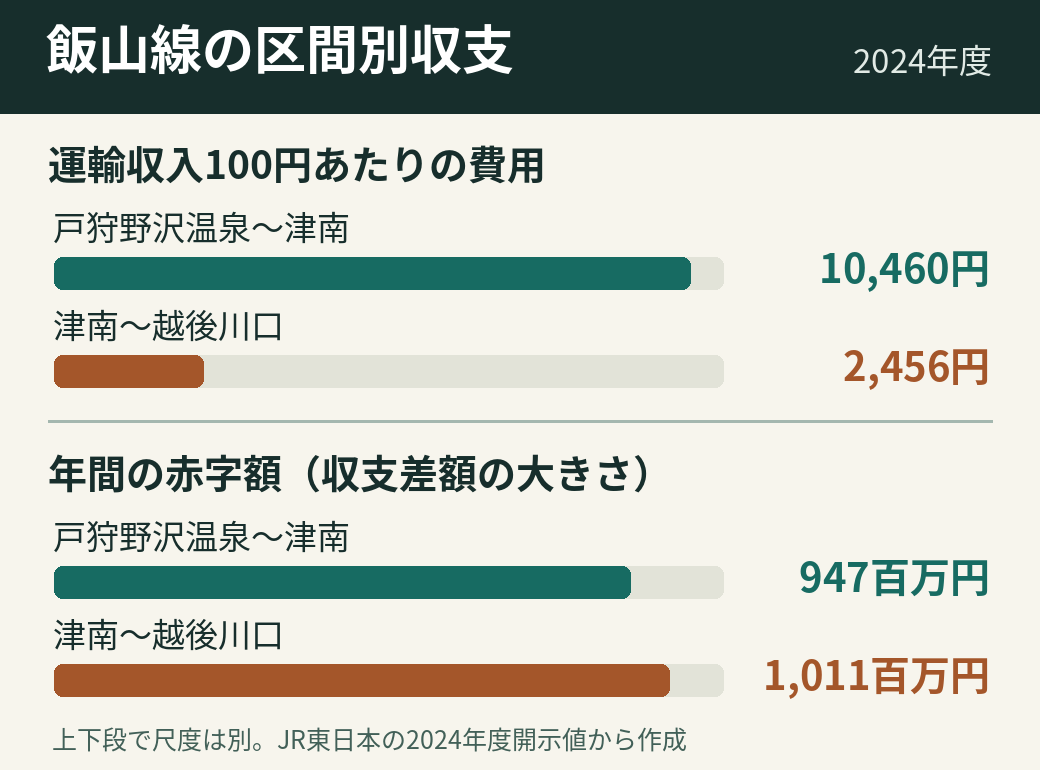 飯山線の区間別収支
2024年度
運輸収入100円あたりの費用
戸狩野沢温泉～津南
10,460円
津南～越後川口
2,456円
年間の赤字額（収支差額の大きさ）
戸狩野沢温泉～津南
947百万円
津南～越後川口
1,011百万円
上下段で尺度は別。JR東日本の2024年度開示値から作成